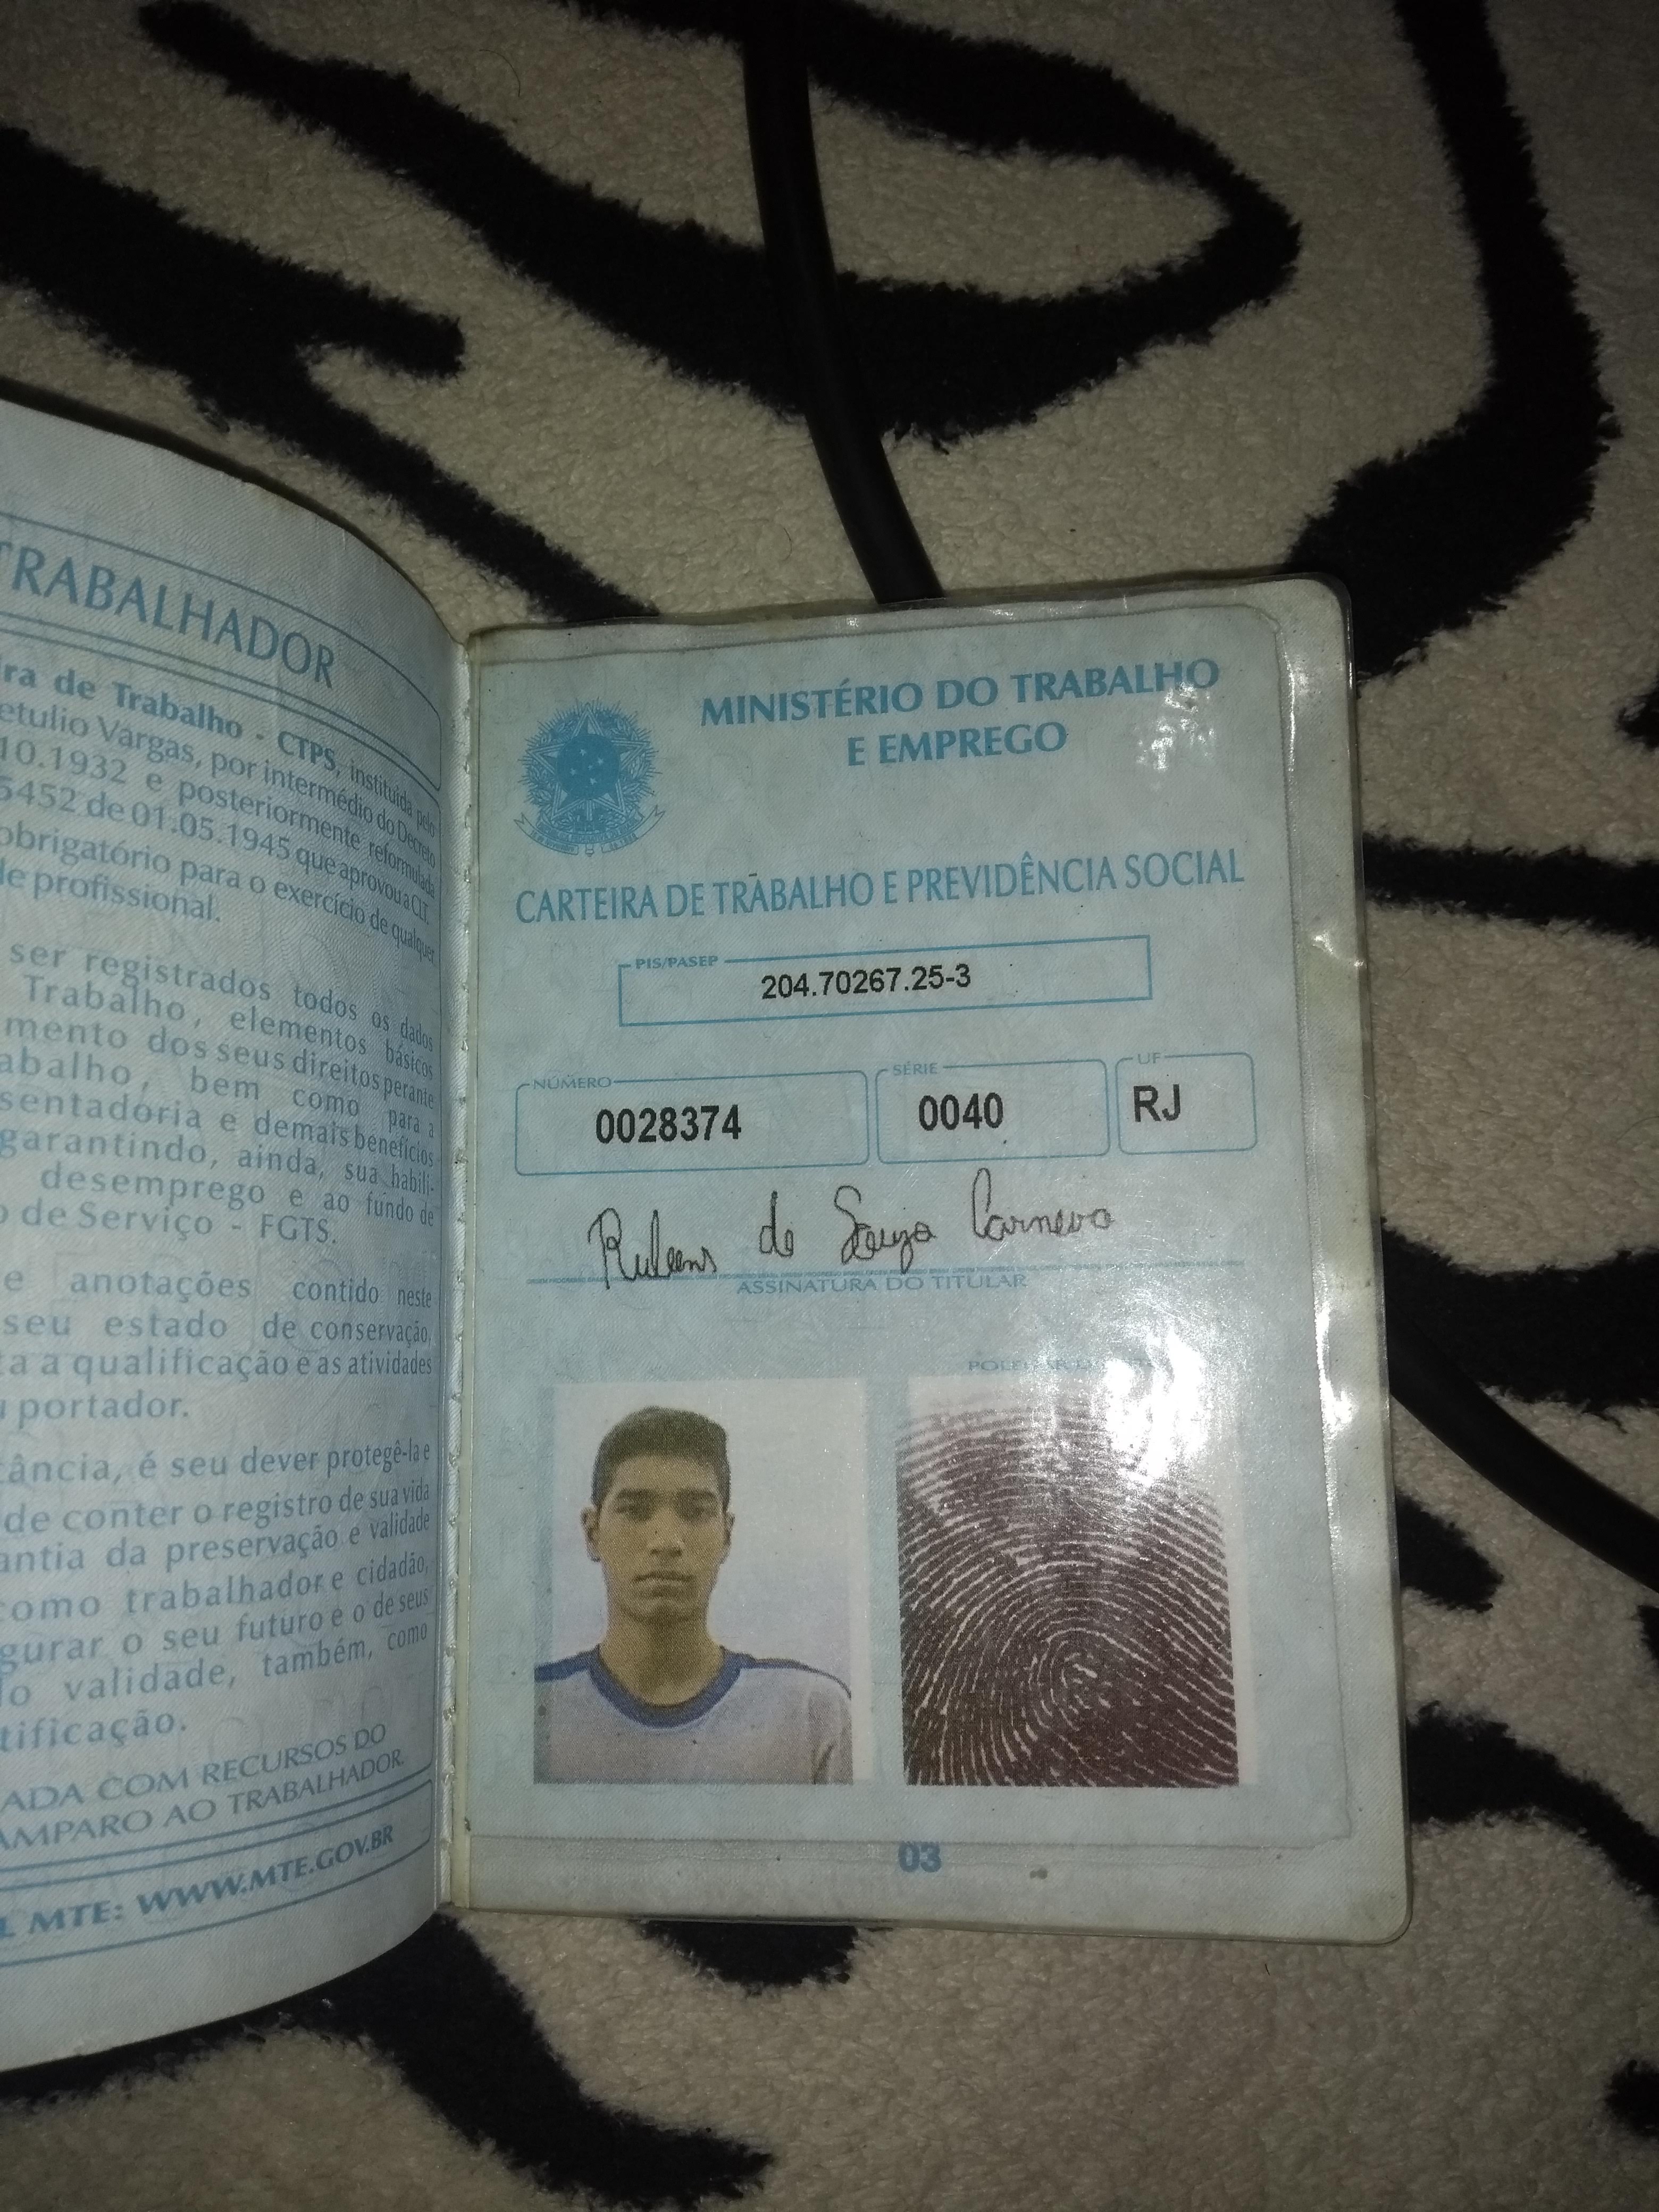 TRABALHADOR
ra de Trabalho - CTPS, instituída pelo
etulio Vargas, por intermédio do Decreto
10.1932 e posteriormente reformulada
5452 de 01.05.1945 que aprovou a CLT.
obrigatório para o exercício de qualquer
de profissional.
ser registrados todos os dados
Trabalho, elementos básicos
mento dos seus direitos perante
abalho, bem como para a
sentadoria e demais benefícios
garantindo, ainda, sua habili-
desemprego e ao fundo de
o de Serviço - FGTS.
e anotações contido neste
seu estado de conservação,
ta a qualificação e as atividades
u portador.
tância, é seu dever protegê-la e
de conter o registro de sua vida
antia da preservação e validade
como trabalhador e cidadão,
gurar o seu futuro e o de seus
do validade, também, como
tificação.
ADA COM RECURSOS DO
AMPARO AO TRABALHADOR.
L MTE: WWW.MTE.GOV.BR
MINISTÉRIO DO TRABALHO
E EMPREGO
CARTEIRA DE TRABALHO E PREVIDÊNCIA SOCIAL
PIS/PASEP
204.70267.25-3
NÚMERO SÉRIE UF
0028374 0040 RJ
Rubens de Souza Carneiro
ASSINATURA DO TITULAR
POLEGAR
03